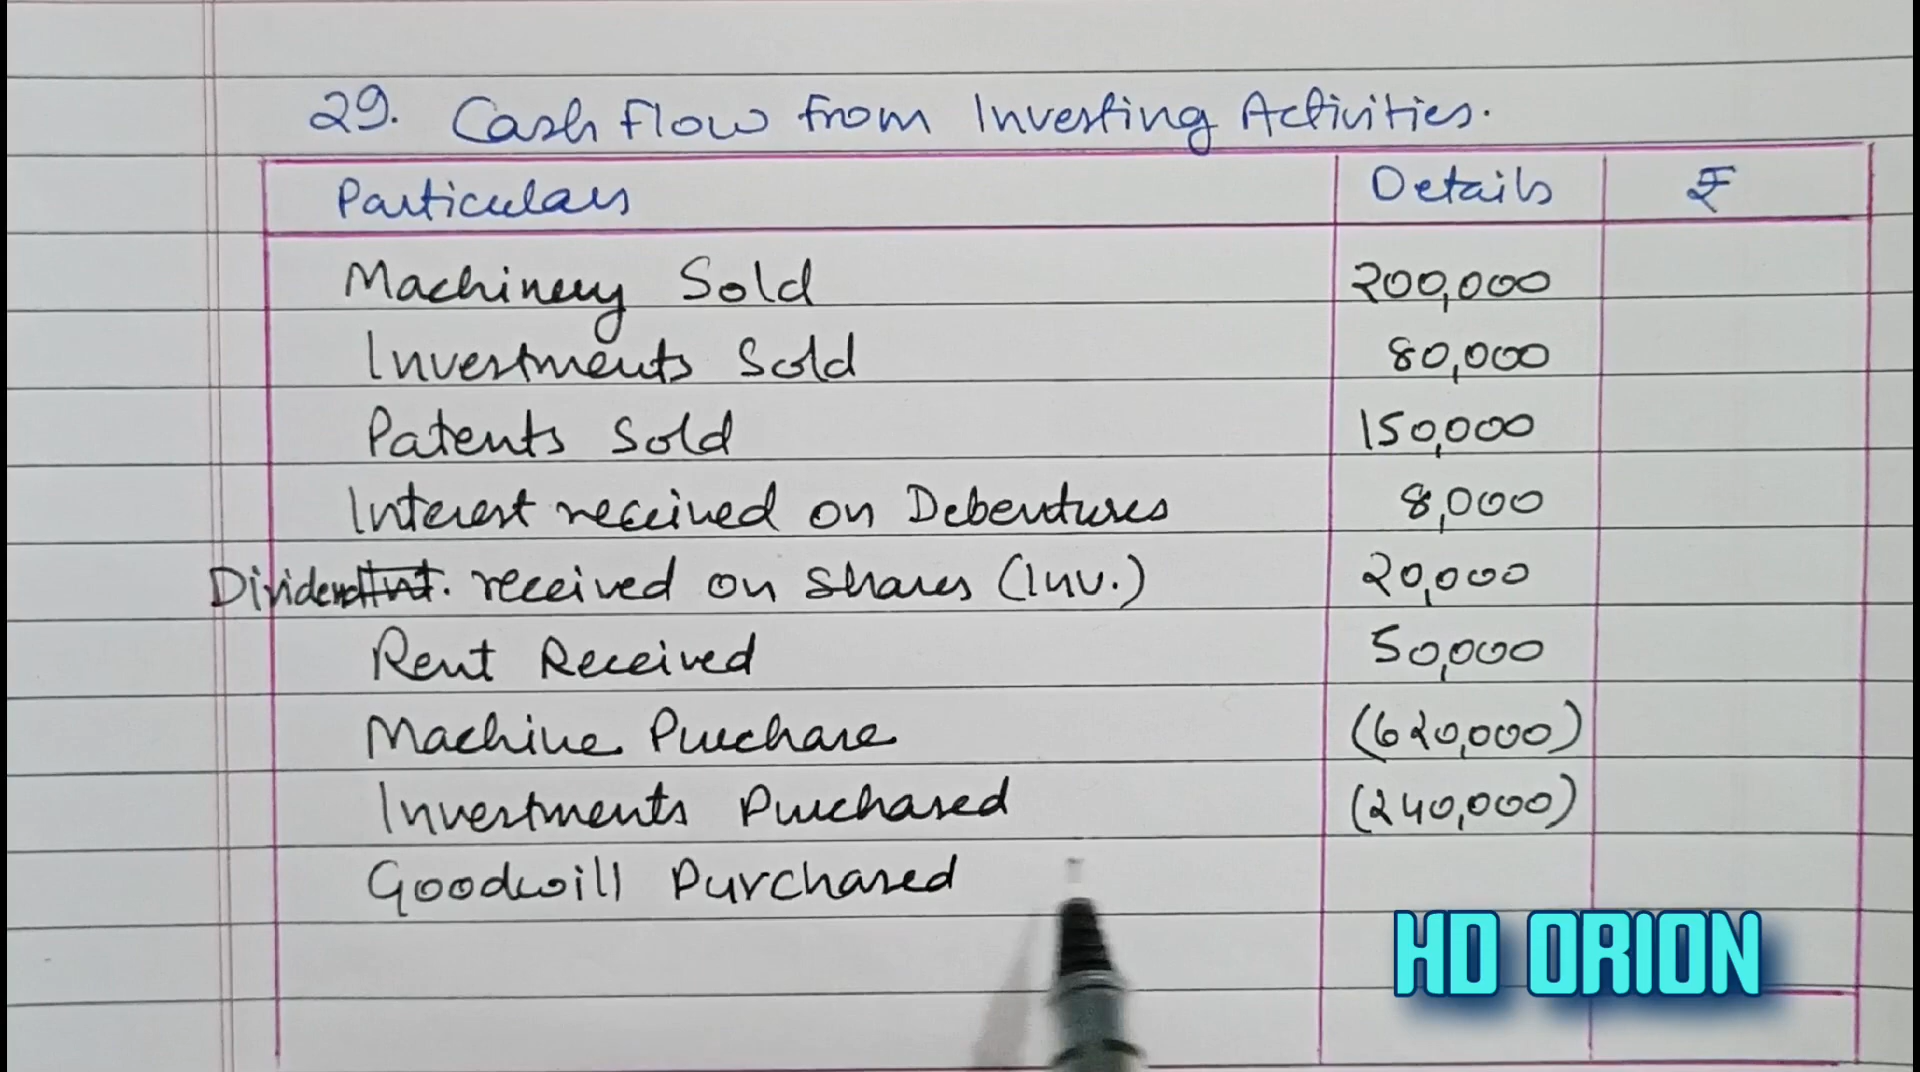 29. Cash Flow from Investing Activities.
Particulars Details ₹
Machinery Sold 200,000
Investments Sold 80,000
Patents Sold 150,000
Interest received on Debentures 8,000
Dividend Int. received on Shares (Inv.) 20,000
Rent Received 50,000
Machine Purchase (620,000)
Investments Purchased (240,000)
Goodwill Purchased
HD ORION